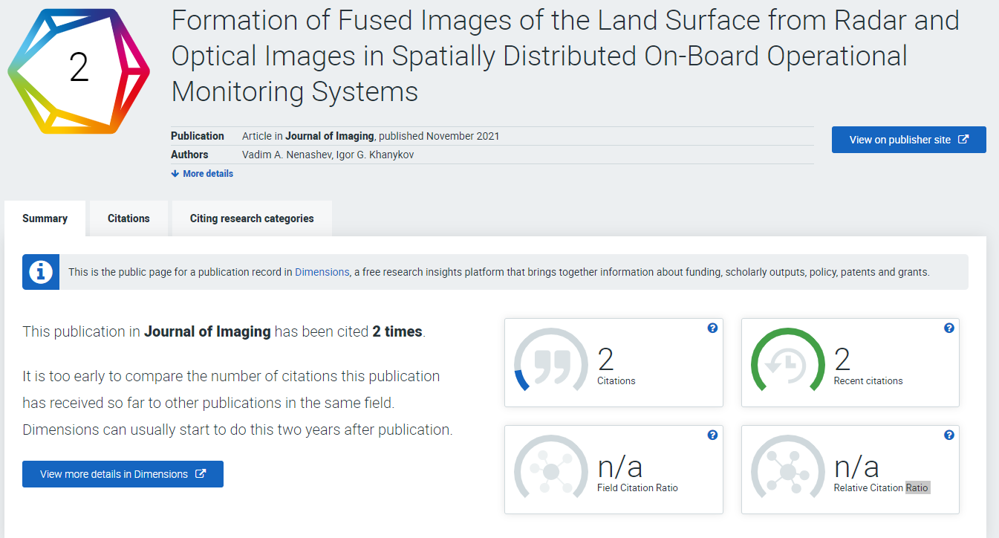 2
Formation of Fused Images of the Land Surface from Radar and
Optical Images in Spatially Distributed On-Board Operational
Monitoring Systems
Publication Article in Journal of Imaging, published November 2021
Authors Vadim A. Nenashev, Igor G. Khanykov
More details
View on publisher site
Summary Citations Citing research categories
This is the public page for a publication record in Dimensions, a free research insights platform that brings together information about funding, scholarly outputs, policy, patents and grants.
This publication in Journal of Imaging has been cited 2 times.
It is too early to compare the number of citations this publication
has received so far to other publications in the same field.
Dimensions can usually start to do this two years after publication.
View more details in Dimensions
2
Citations
2
Recent citations
n/a
Field Citation Ratio
n/a
Relative Citation Ratio